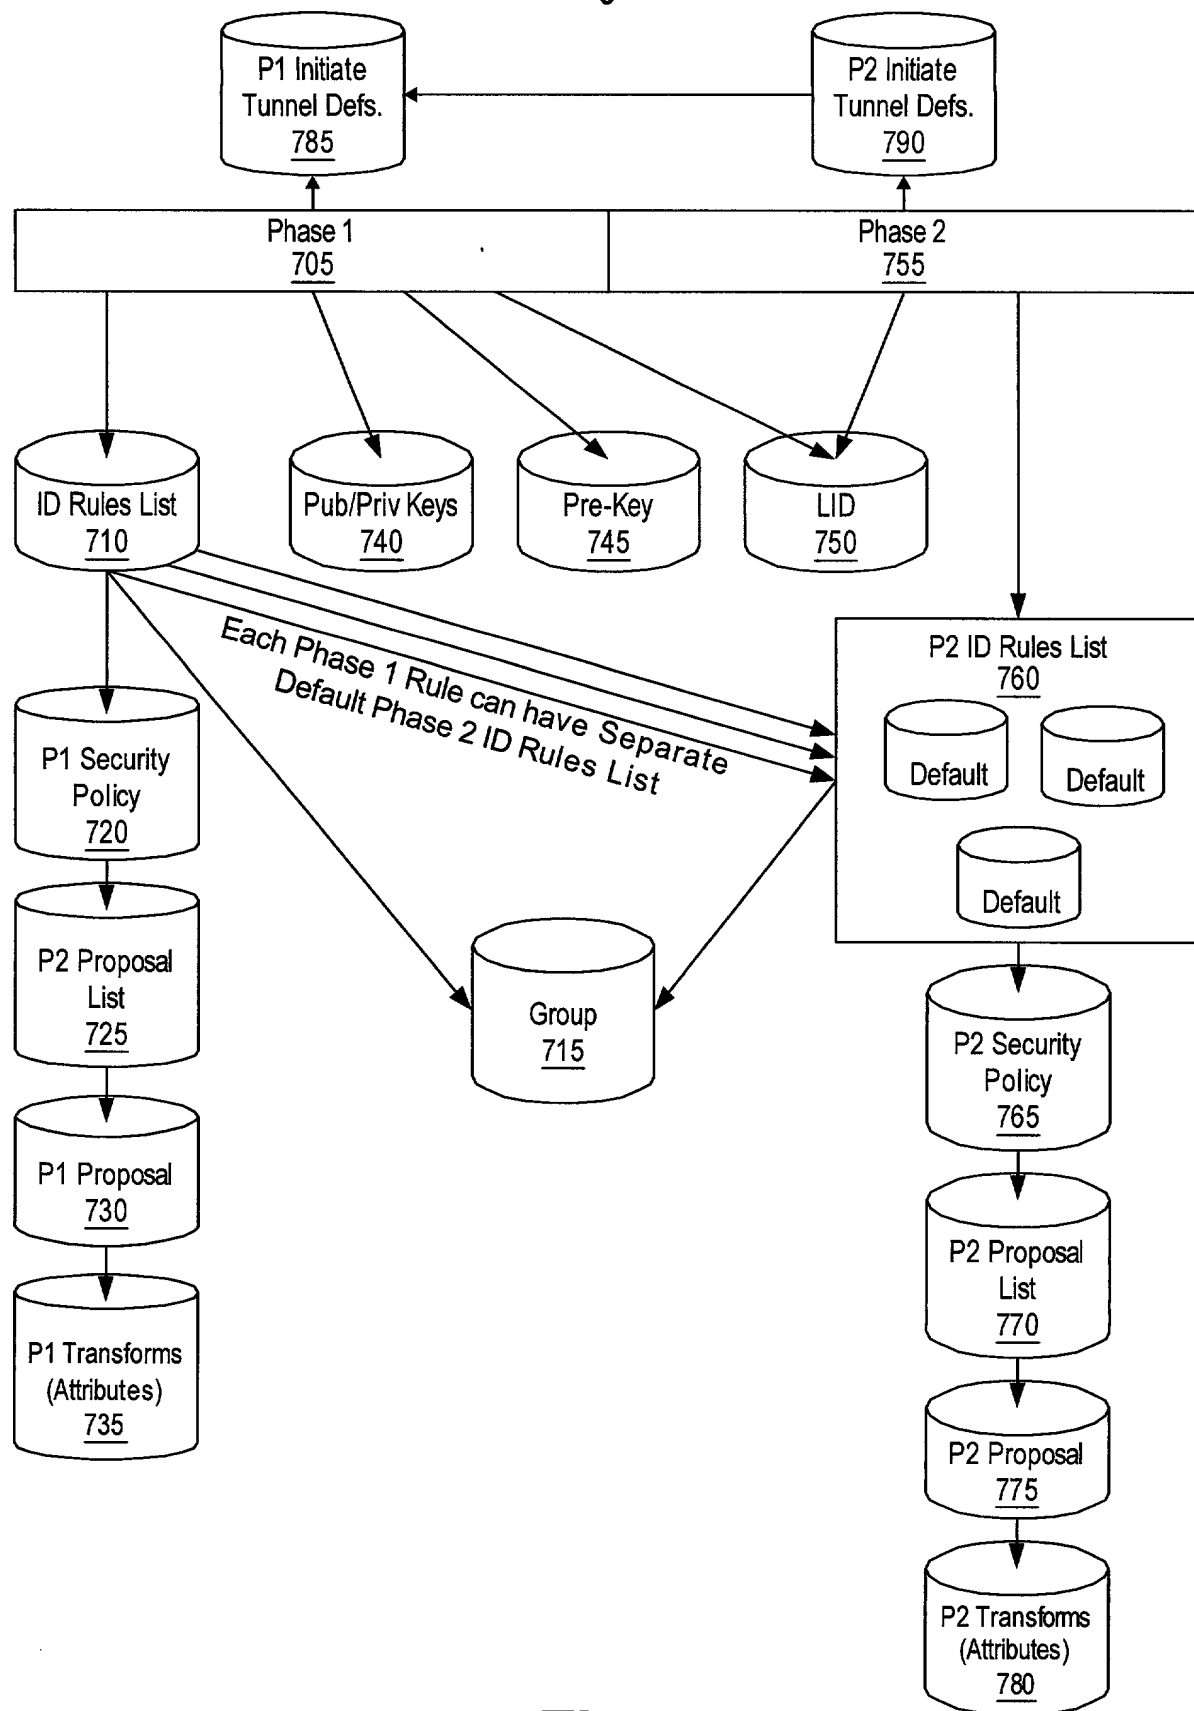 P1 Initiate
Tunnel Defs.
785
P2 Initiate
Tunnel Defs.
790
Phase 1
705
Phase 2
755
ID Rules List
710
Pub/Priv Keys
740
Pre-Key
745
LID
750
Each Phase 1 Rule can have Separate
Default Phase 2 ID Rules List
P2 ID Rules List
760
Default
Default
Default
P1 Security
Policy
720
P2 Proposal
List
725
P1 Proposal
730
P1 Transforms
(Attributes)
735
Group
715
P2 Security
Policy
765
P2 Proposal
List
770
P2 Proposal
775
P2 Transforms
(Attributes)
780